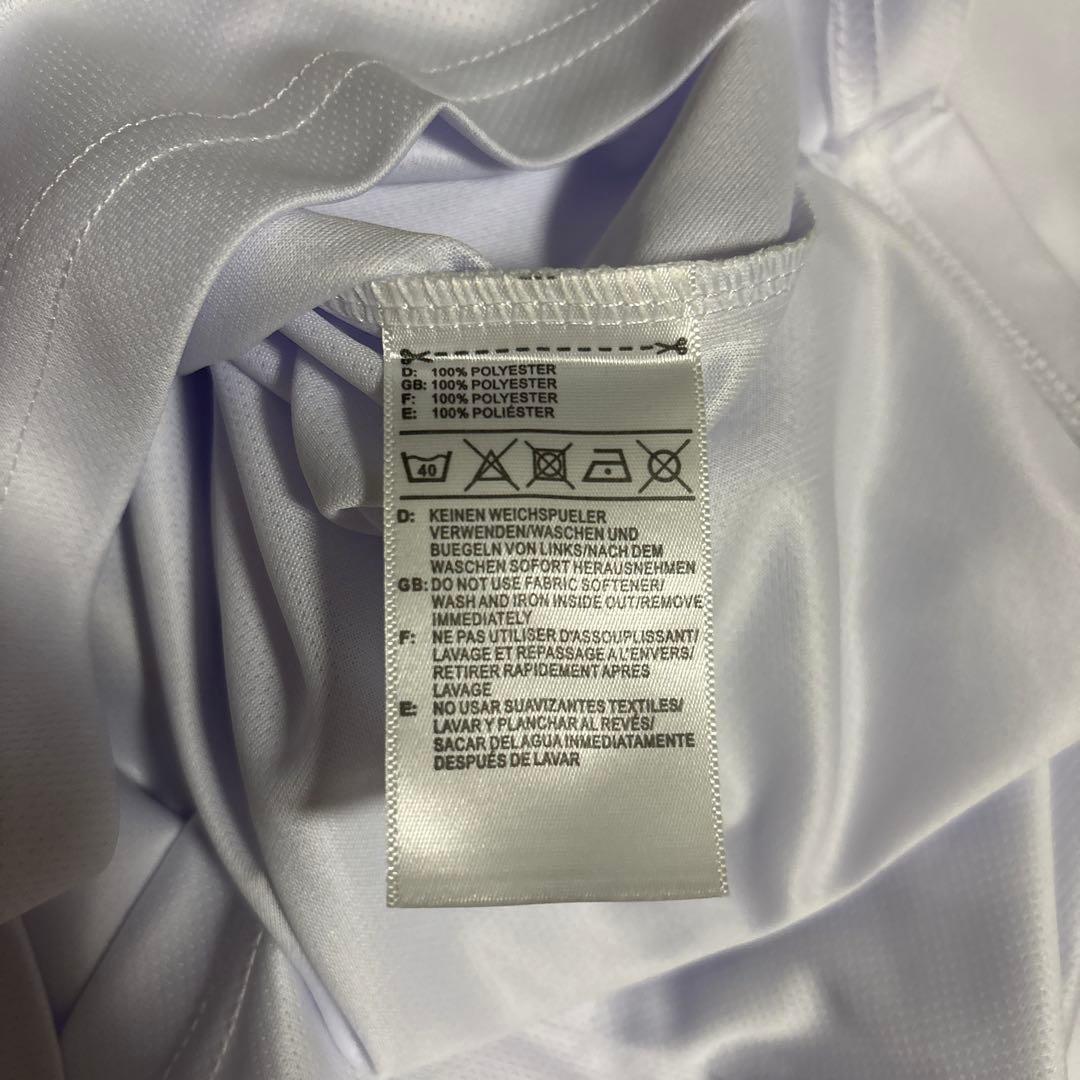 D: 100% POLYESTER
GB: 100% POLYESTER
F: 100% POLYESTER
E: 100% POLIÉSTER
40
D: KEINEN WEICHSPUELER
VERWENDEN/WASCHEN UND
BUEGELN VON LINKS/NACH DEM
WASCHEN SOFORT HERAUSNEHMEN
GB: DO NOT USE FABRIC SOFTENER/
WASH AND IRON INSIDE OUT/REMOVE
IMMEDIATELY
F: NE PAS UTILISER D'ASSOUPLISSANT/
LAVAGE ET REPASSAGE A L'ENVERS/
RETIRER RAPIDEMENT APRES
LAVAGE
E: NO USAR SUAVIZANTES TEXTILES/
LAVAR Y PLANCHAR AL REVÉS/
SACAR DEL AGUA INMEDIATAMENTE
DESPUÉS DE LAVAR